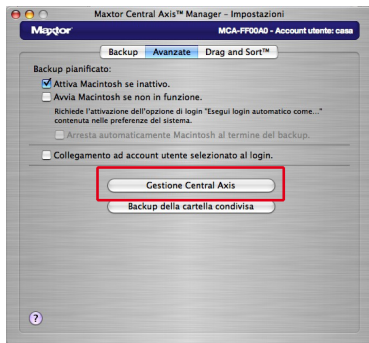 Maxtor Central Axis™ Manager – Impostazioni
Maxtor
MCA-FF00A0 - Account utente: casa
Backup Avanzate Drag and Sort™
Backup pianificato:
Attiva Macintosh se inattivo.
Avvia Macintosh se non in funzione.
Richiede l'attivazione dell'opzione di login "Esegui login automatico come..."
contenuta nelle preferenze del sistema.
Arresta automaticamente Macintosh al termine del backup.
Collegamento ad account utente selezionato al login.
Gestione Central Axis
Backup della cartella condivisa
?